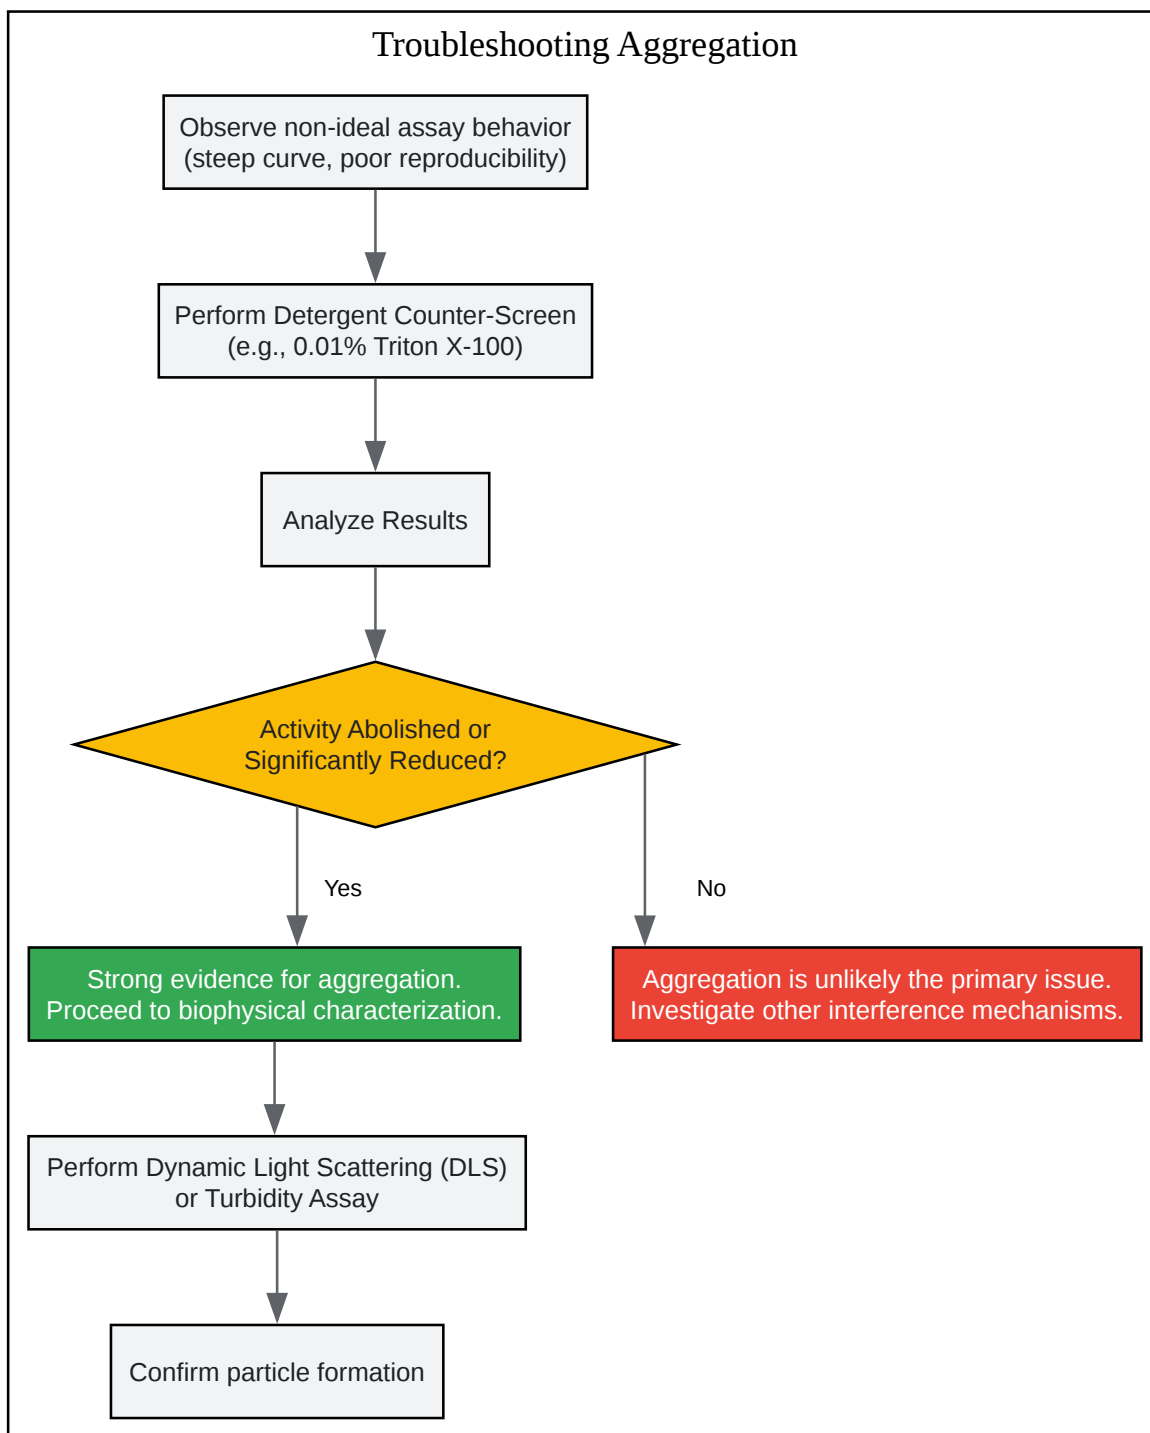 Troubleshooting Aggregation
Observe non-ideal assay behavior
(steep curve, poor reproducibility)
Perform Detergent Counter-Screen
(e.g., 0.01% Triton X-100)
Analyze Results
Activity Abolished or
Significantly Reduced?
Yes
No
Strong evidence for aggregation.
Proceed to biophysical characterization.
Aggregation is unlikely the primary issue.
Investigate other interference mechanisms.
Perform Dynamic Light Scattering (DLS)
or Turbidity Assay
Confirm particle formation